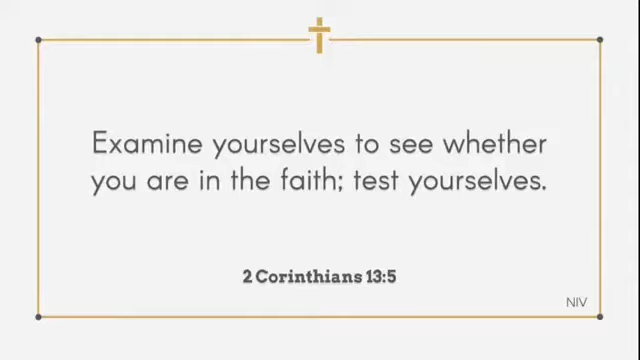 Examine yourselves to see whether
you are in the faith; test yourselves.
2 Corinthians 13:5
NIV